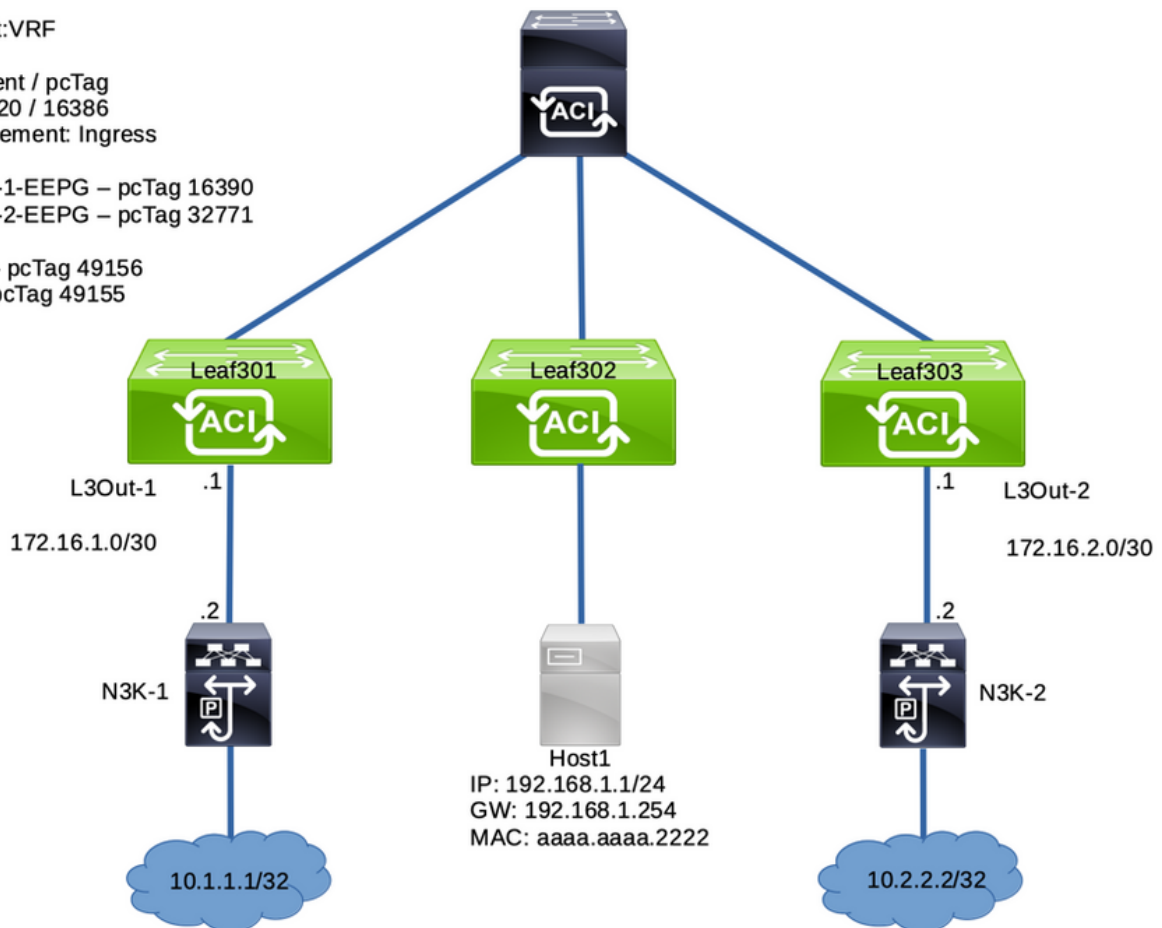 :VRF
ent / pcTag
20 / 16386
ement: Ingress
-1-EEPG – pcTag 16390
-2-EEPG – pcTag 32771
pcTag 49156
pcTag 49155
ACI
Leaf301
Leaf302
Leaf303
ACI
ACI
ACI
L3Out-1
.1
.1
L3Out-2
172.16.1.0/30
172.16.2.0/30
.2
.2
N3K-1
P
P
N3K-2
Host1
IP: 192.168.1.1/24
GW: 192.168.1.254
MAC: aaaa.aaaa.2222
10.1.1.1/32
10.2.2.2/32